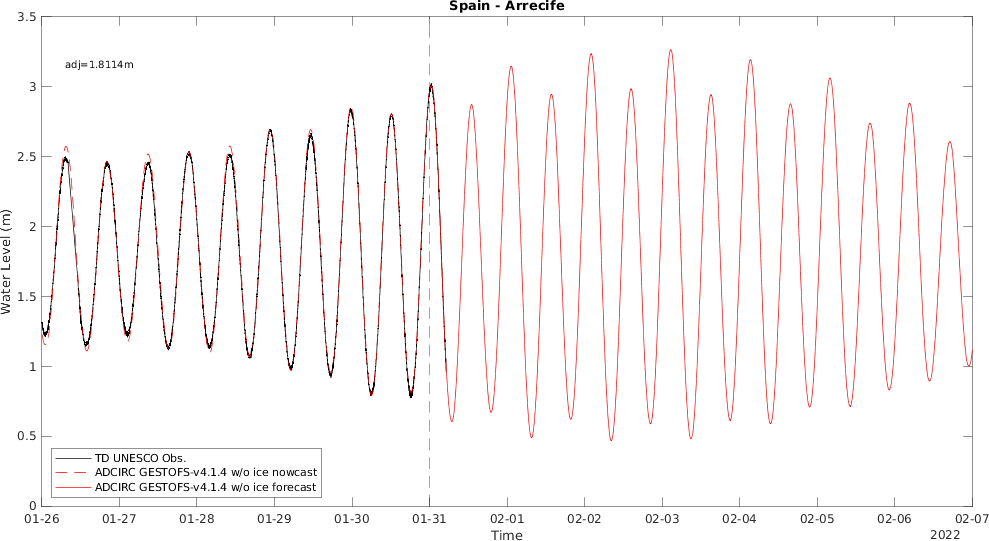 Spain - Arrecife
3.5
adj=1.8114m
3
2.5
2
1.5
1
0.5
0
Water Level (m)
TD UNESCO Obs.
ADCIRC GESTOFS-v4.1.4 w/o ice nowcast
ADCIRC GESTOFS-v4.1.4 w/o ice forecast
01-26 01-27 01-28 01-29 01-30 01-31 02-01 02-02 02-03 02-04 02-05 02-06 02-07
Time
2022